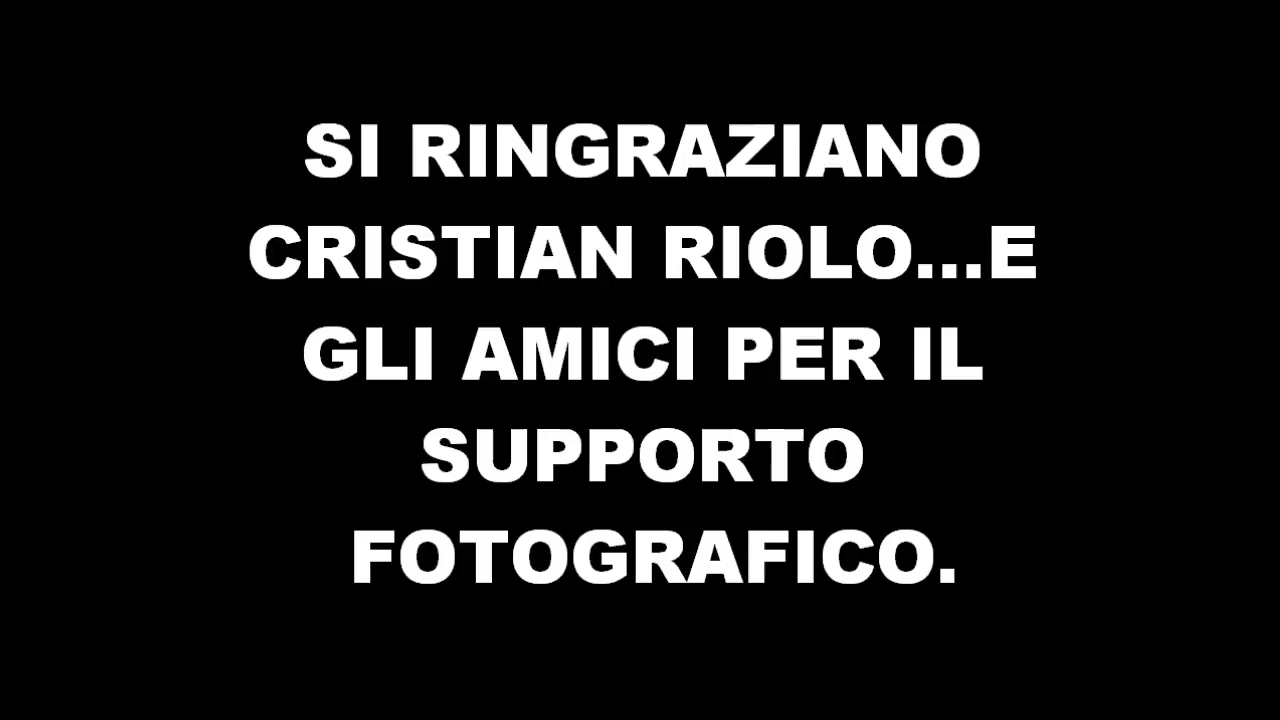 SI RINGRAZIANO
CRISTIAN RIOLO...E
GLI AMICI PER IL
SUPPORTO
FOTOGRAFICO.